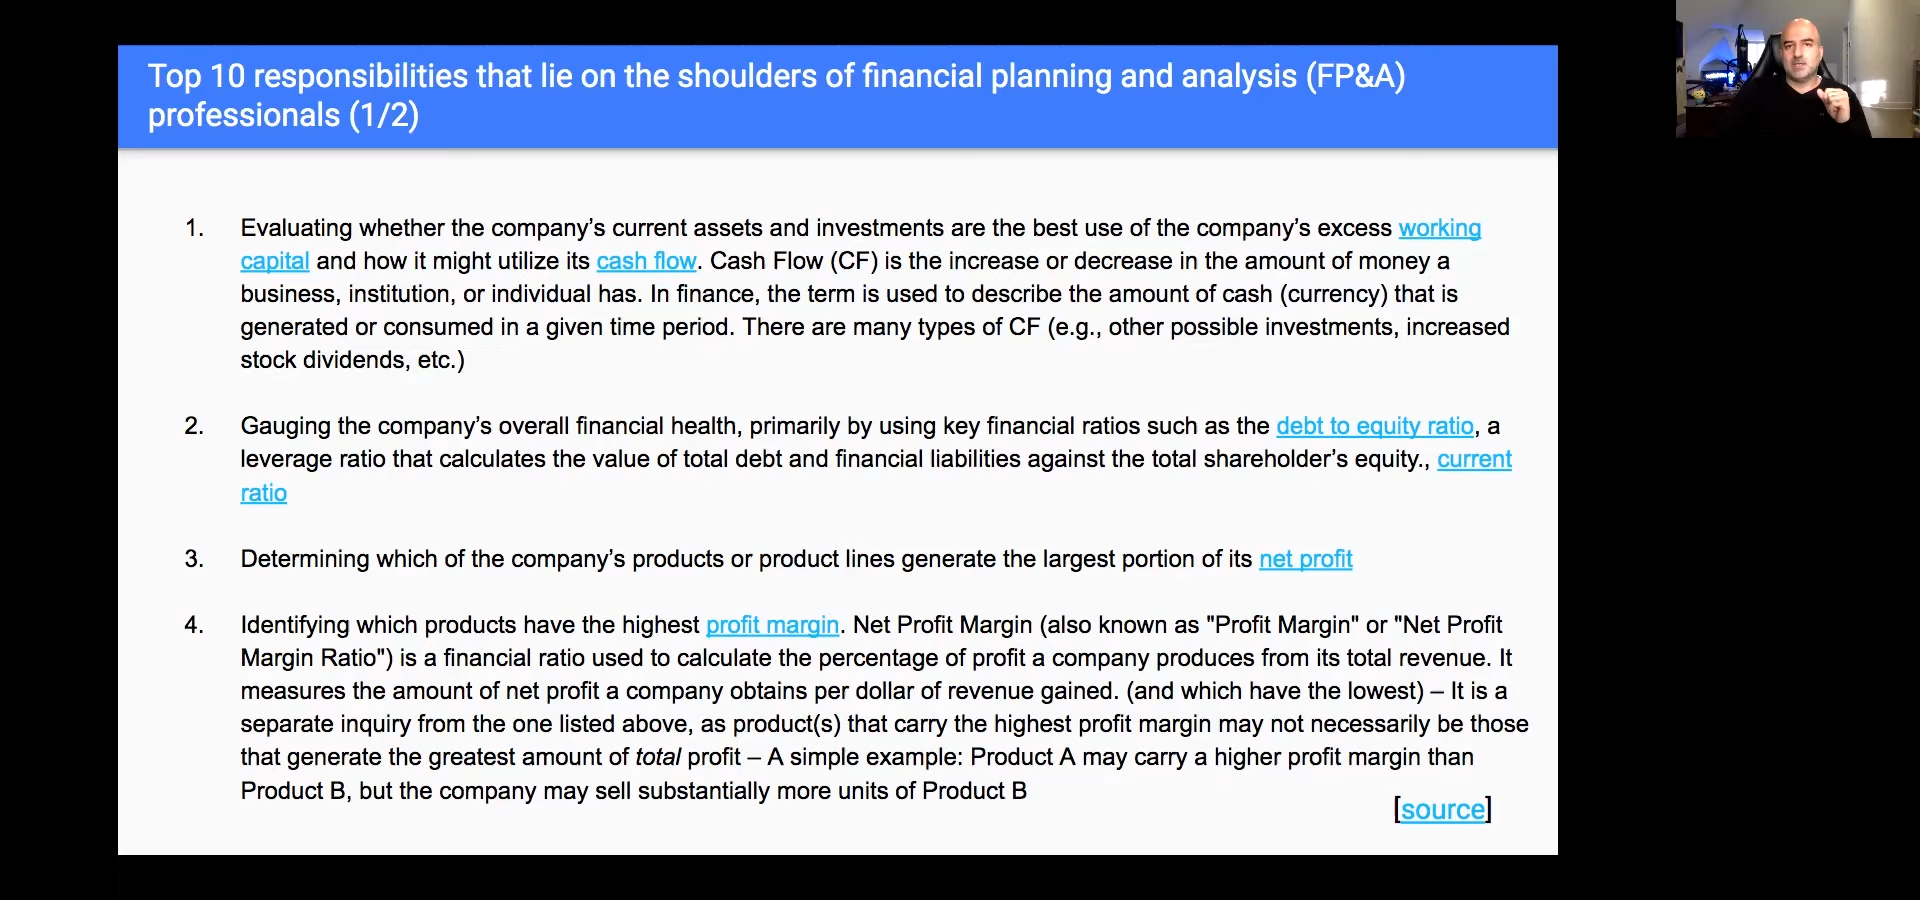 Top 10 responsibilities that lie on the shoulders of financial planning and analysis (FP&A)
professionals (1/2)
1. Evaluating whether the company’s current assets and investments are the best use of the company’s excess working
capital and how it might utilize its cash flow. Cash Flow (CF) is the increase or decrease in the amount of money a
business, institution, or individual has. In finance, the term is used to describe the amount of cash (currency) that is
generated or consumed in a given time period. There are many types of CF (e.g., other possible investments, increased
stock dividends, etc.)
2. Gauging the company’s overall financial health, primarily by using key financial ratios such as the debt to equity ratio, a
leverage ratio that calculates the value of total debt and financial liabilities against the total shareholder’s equity., current
ratio
3. Determining which of the company’s products or product lines generate the largest portion of its net profit
4. Identifying which products have the highest profit margin. Net Profit Margin (also known as "Profit Margin" or "Net Profit
Margin Ratio") is a financial ratio used to calculate the percentage of profit a company produces from its total revenue. It
measures the amount of net profit a company obtains per dollar of revenue gained. (and which have the lowest) – It is a
separate inquiry from the one listed above, as product(s) that carry the highest profit margin may not necessarily be those
that generate the greatest amount of total profit – A simple example: Product A may carry a higher profit margin than
Product B, but the company may sell substantially more units of Product B
[source]